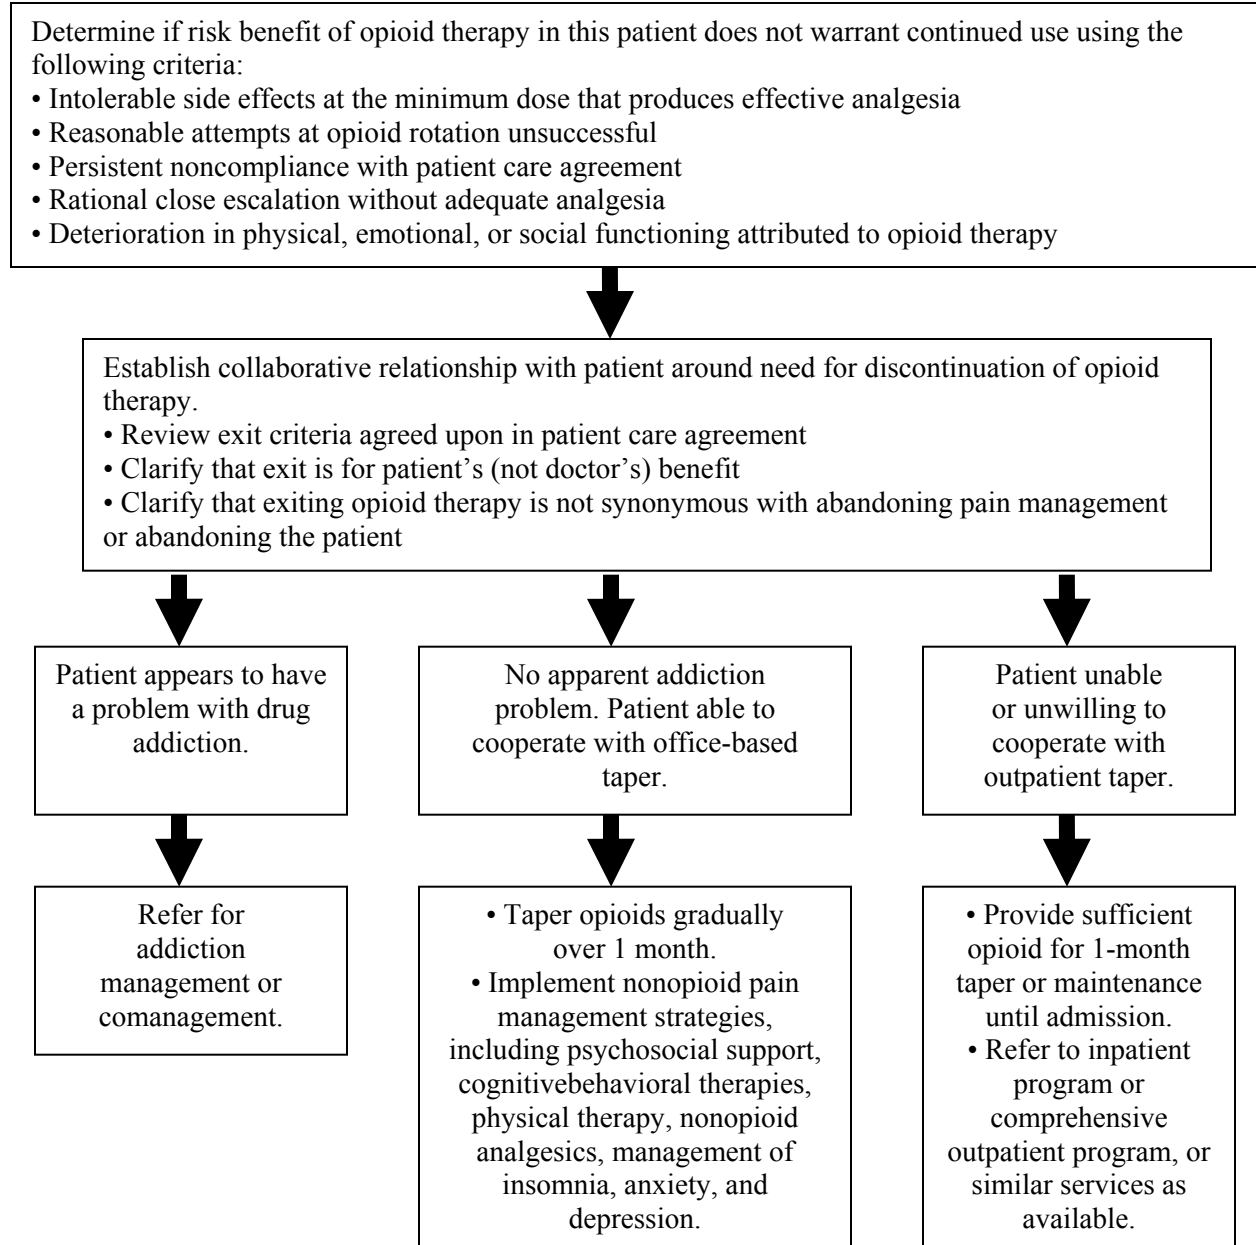 Determine if risk benefit of opioid therapy in this patient does not warrant continued use using the
following criteria:
• Intolerable side effects at the minimum dose that produces effective analgesia
• Reasonable attempts at opioid rotation unsuccessful
• Persistent noncompliance with patient care agreement
• Rational close escalation without adequate analgesia
• Deterioration in physical, emotional, or social functioning attributed to opioid therapy
Establish collaborative relationship with patient around need for discontinuation of opioid
therapy.
• Review exit criteria agreed upon in patient care agreement
• Clarify that exit is for patient’s (not doctor’s) benefit
• Clarify that exiting opioid therapy is not synonymous with abandoning pain management
or abandoning the patient
Patient appears to have
a problem with drug
addiction.
No apparent addiction
problem. Patient able to
cooperate with office-based
taper.
Patient unable
or unwilling to
cooperate with
outpatient taper.
Refer for
addiction
management or
comanagement.
• Taper opioids gradually
over 1 month.
• Implement nonopioid pain
management strategies,
including psychosocial support,
cognitivebehavioral therapies,
physical therapy, nonopioid
analgesics, management of
insomnia, anxiety, and
depression.
• Provide sufficient
opioid for 1-month
taper or maintenance
until admission.
• Refer to inpatient
program or
comprehensive
outpatient program, or
similar services as
available.